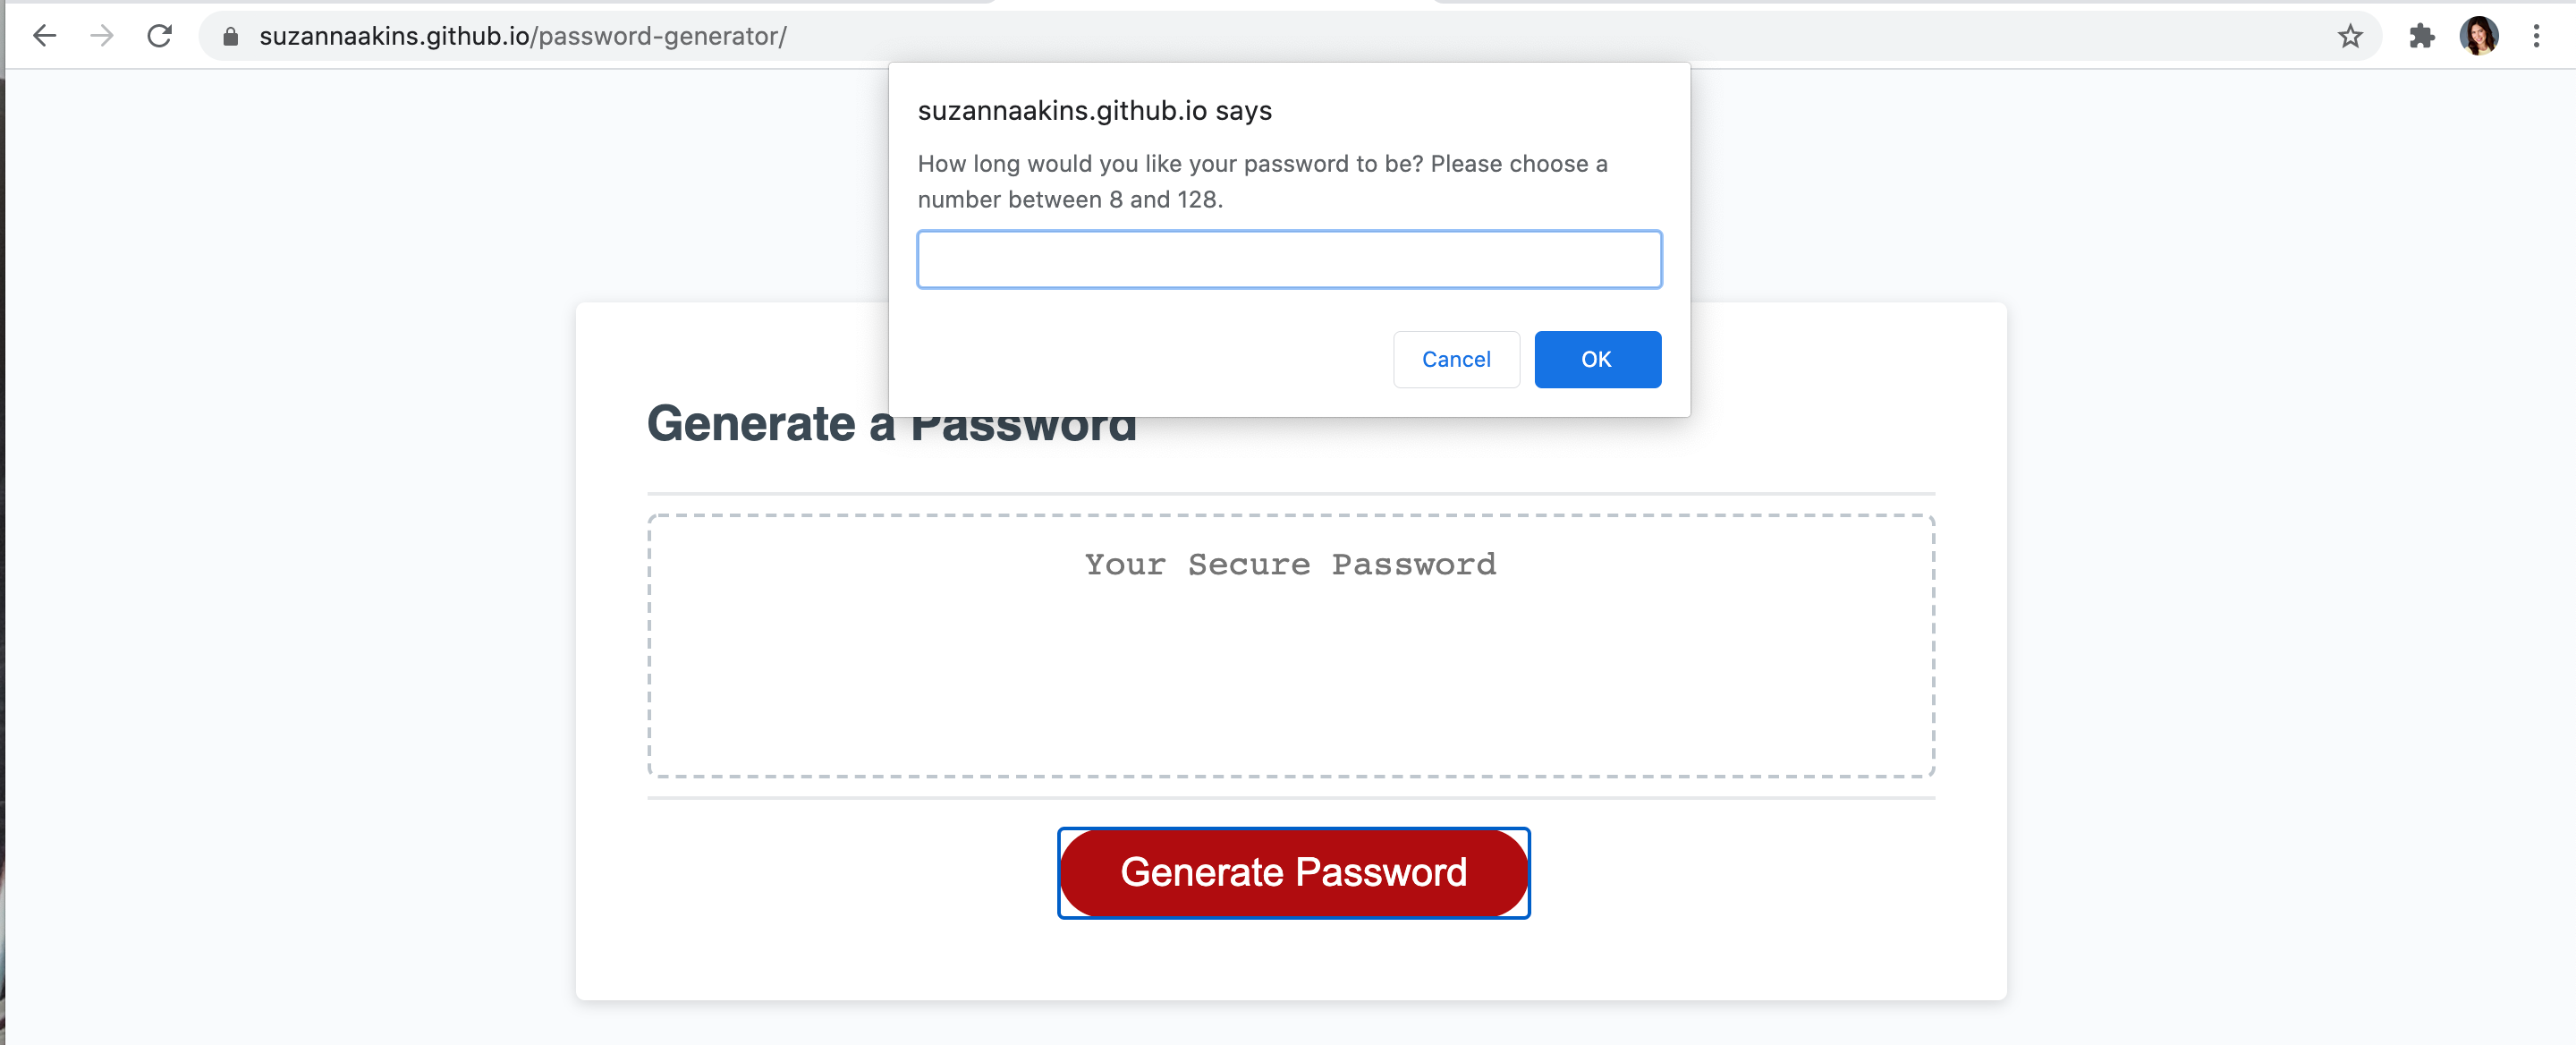 suzannaakins.github.io/password-generator/
suzannaakins.github.io says
How long would you like your password to be? Please choose a
number between 8 and 128.
Cancel
OK
Generate a Password
Your Secure Password
Generate Password